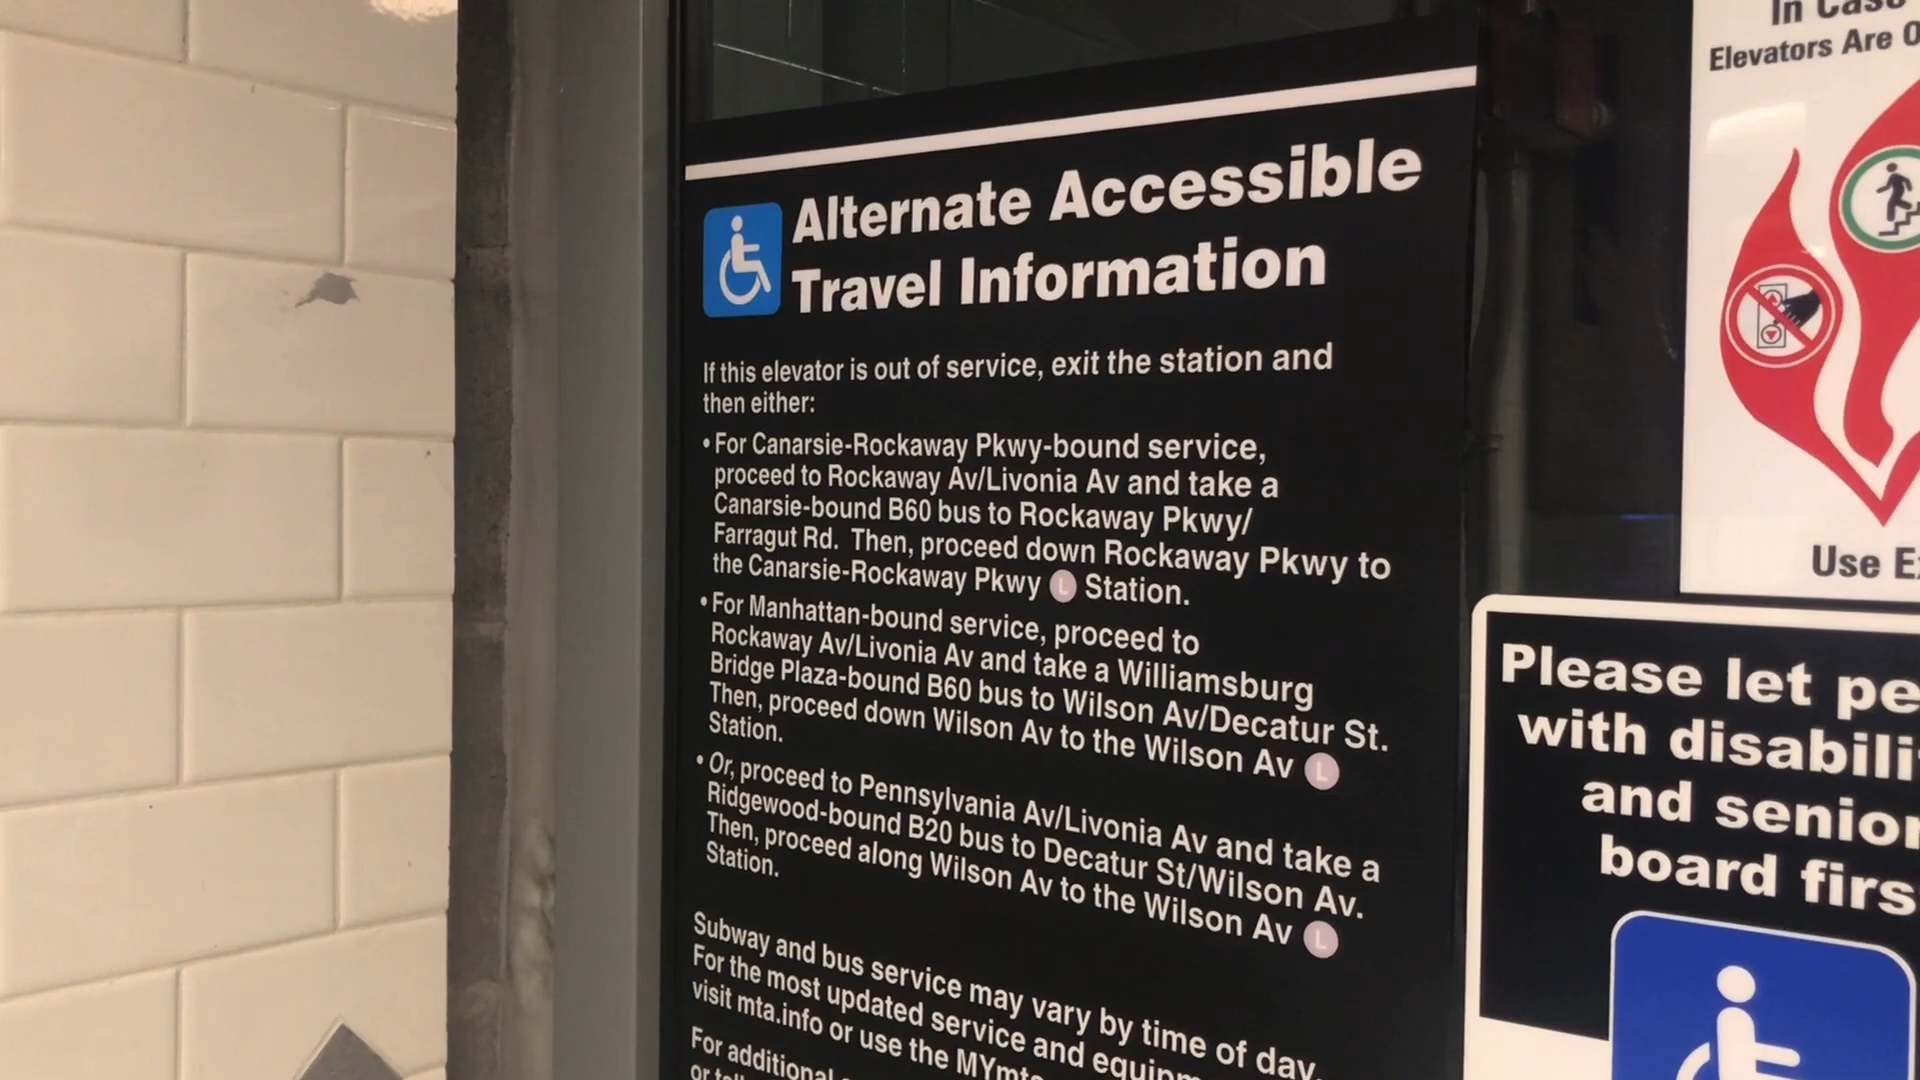 Alternate Accessible
Travel Information
If this elevator is out of service, exit the station and
then either:
• For Canarsie-Rockaway Pkwy-bound service,
proceed to Rockaway Av/Livonia Av and take a
Canarsie-bound B60 bus to Rockaway Pkwy/
Farragut Rd. Then, proceed down Rockaway Pkwy to
the Canarsie-Rockaway Pkwy L Station.
• For Manhattan-bound service, proceed to
Rockaway Av/Livonia Av and take a Williamsburg
Bridge Plaza-bound B60 bus to Wilson Av/Decatur St.
Then, proceed down Wilson Av to the Wilson Av L
Station.
• Or, proceed to Pennsylvania Av/Livonia Av and take a
Ridgewood-bound B20 bus to Decatur St/Wilson Av.
Then, proceed along Wilson Av to the Wilson Av L
Station.
Subway and bus service may vary by time of day.
For the most updated service and
visit mta.info or use the
For additional
or
In Case
Elevators Are
Use
Please let
with
and
board